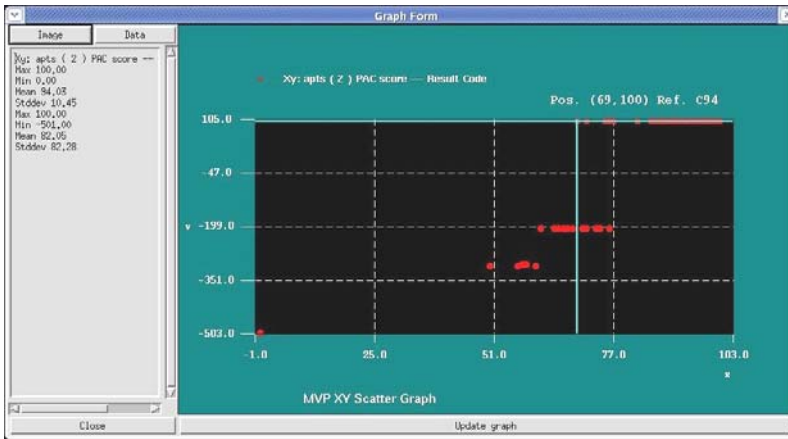 Graph Form
Image
Data
Xy: apts ( 2 ) PAC score --
Max 100,00
Min 0.00
Mean 94,03
Stddev 10,45
Max 100.00
Min -501,00
Mean 82,05
Stddev 82,28
Close
Xy: apts ( 2 ) PAC score — Result Code
Pos. (69,100) Ref. C94
105.0
-47.0
v -199.0
-351.0
-503.0
-1.0 25.0 51.0 77.0 103.0
x
MVP XY Scatter Graph
Update graph